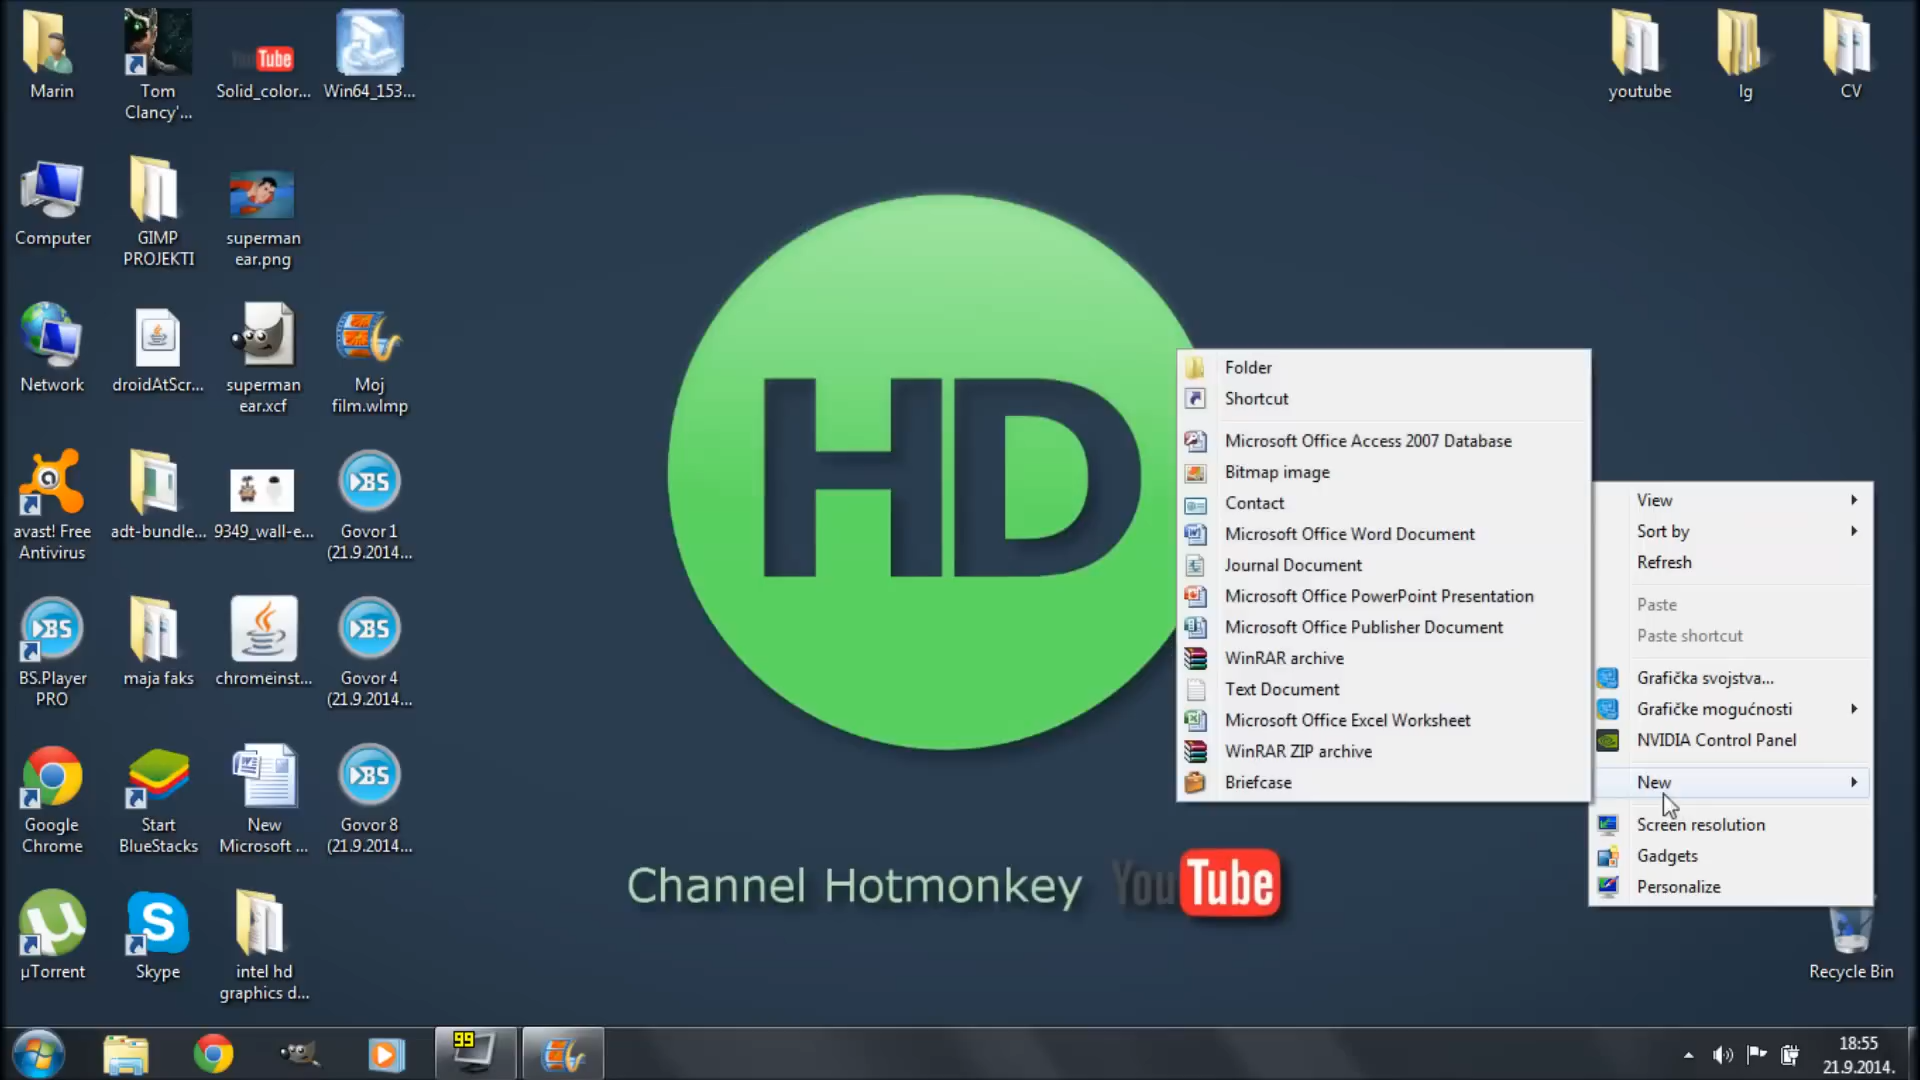 Marin
Tom
Clancy'...
Solid_color...
Win64_153...
youtube
lg
CV
Computer
GIMP
PROJEKTI
superman
ear.png
Network
droidAtScr...
superman
ear.xcf
Moj
film.wlmp
avast! Free
Antivirus
adt-bundle...
9349_wall-e...
BS
Govor 1
(21.9.2014...
BS
BS.Player
PRO
maja faks
chromeinst...
BS
Govor 4
(21.9.2014...
Google
Chrome
Start
BlueStacks
New
Microsoft ...
BS
Govor 8
(21.9.2014...
µTorrent
Skype
intel hd
graphics d...
HD
Channel Hotmonkey YouTube
Folder
Shortcut
Microsoft Office Access 2007 Database
Bitmap image
Contact
Microsoft Office Word Document
Journal Document
Microsoft Office PowerPoint Presentation
Microsoft Office Publisher Document
WinRAR archive
Text Document
Microsoft Office Excel Worksheet
WinRAR ZIP archive
Briefcase
View
Sort by
Refresh
Paste
Paste shortcut
Grafička svojstva...
Grafičke mogućnosti
NVIDIA Control Panel
New
Screen resolution
Gadgets
Personalize
Recycle Bin
99
18:55
21.9.2014.